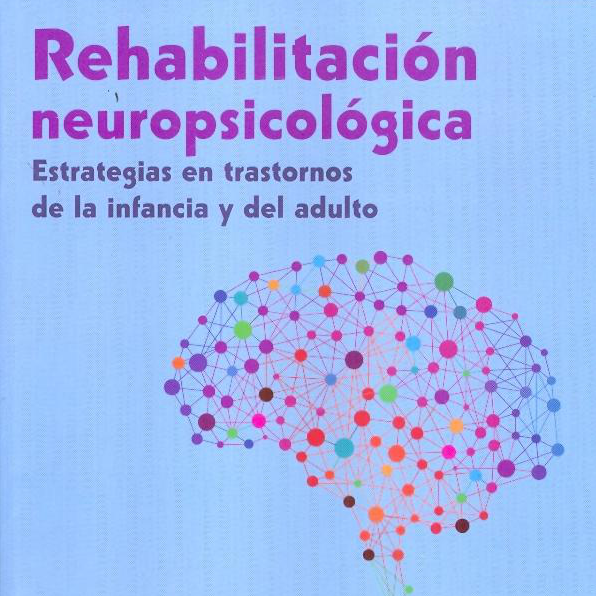 Rehabilitación
neuropsicológica
Estrategias en trastornos
de la infancia y del adulto